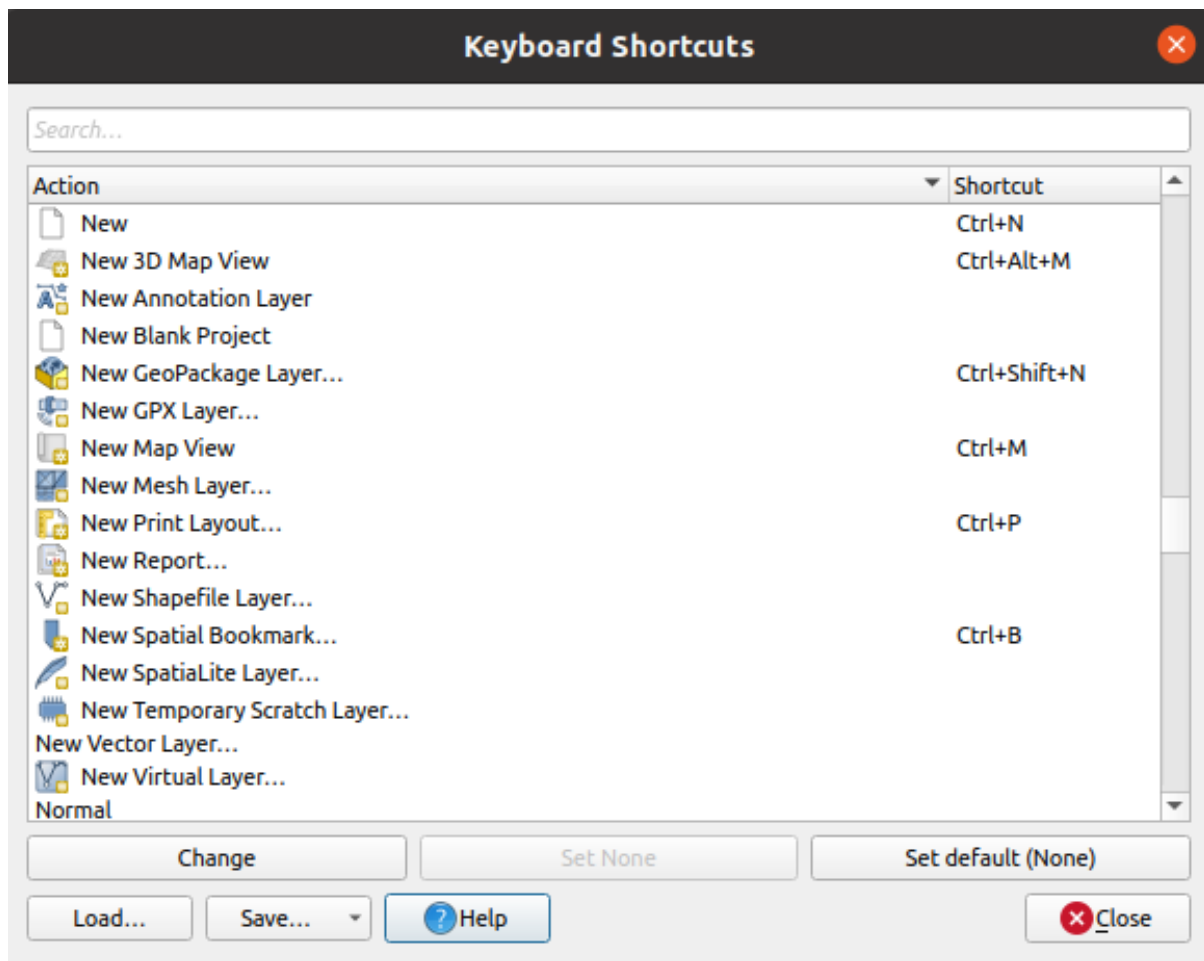 Keyboard Shortcuts
Search...
Action Shortcut
New Ctrl+N
New 3D Map View Ctrl+Alt+M
New Annotation Layer
New Blank Project
New GeoPackage Layer... Ctrl+Shift+N
New GPX Layer...
New Map View Ctrl+M
New Mesh Layer...
New Print Layout... Ctrl+P
New Report...
New Shapefile Layer...
New Spatial Bookmark... Ctrl+B
New SpatiaLite Layer...
New Temporary Scratch Layer...
New Vector Layer...
New Virtual Layer...
Normal
Change Set None Set default (None)
Load... Save... Help Close